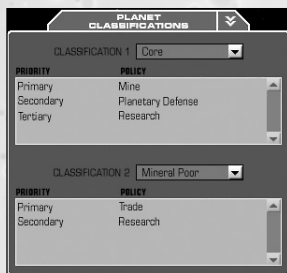 PLANET
CLASSIFICATIONS
CLASSIFICATION 1 Core
PRIORITY POLICY
Primary Mine
Secondary Planetary Defense
Tertiary Research
CLASSIFICATION 2 Mineral Poor
PRIORITY POLICY
Primary Trade
Secondary Research